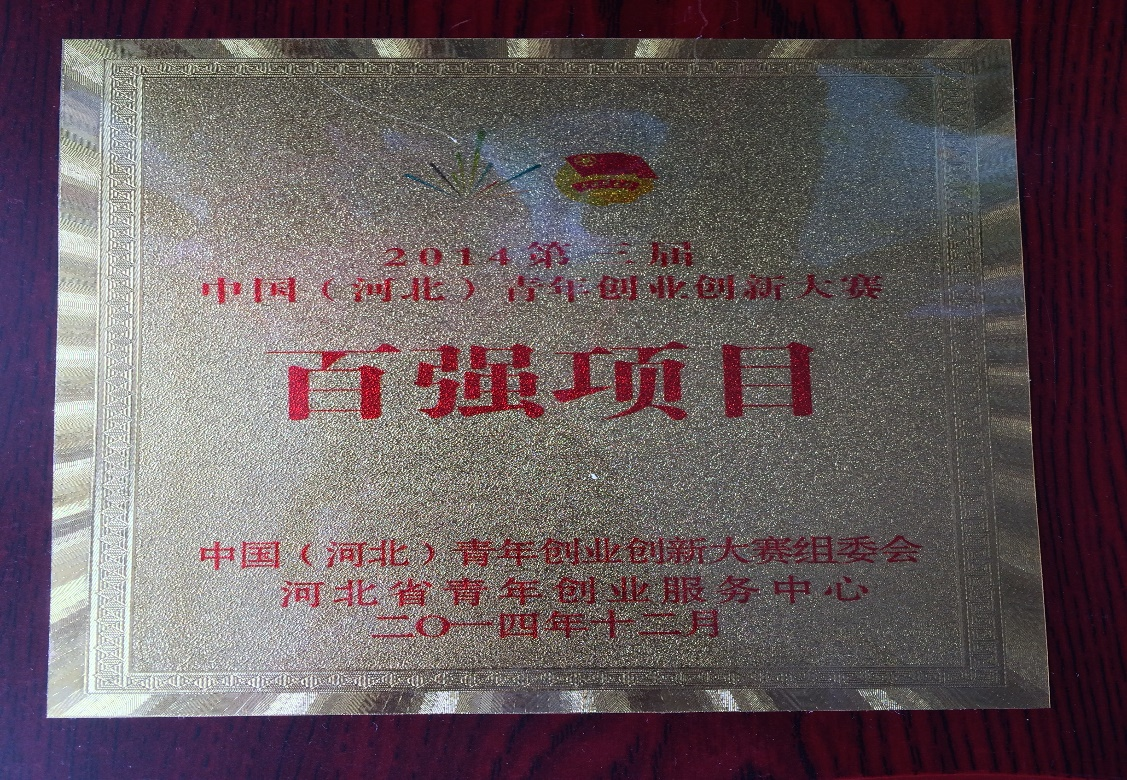 2014第三届
中国（河北）青年创业创新大赛
百强项目
中国（河北）青年创业创新大赛组委会
河北省青年创业服务中心
二〇一四年十二月